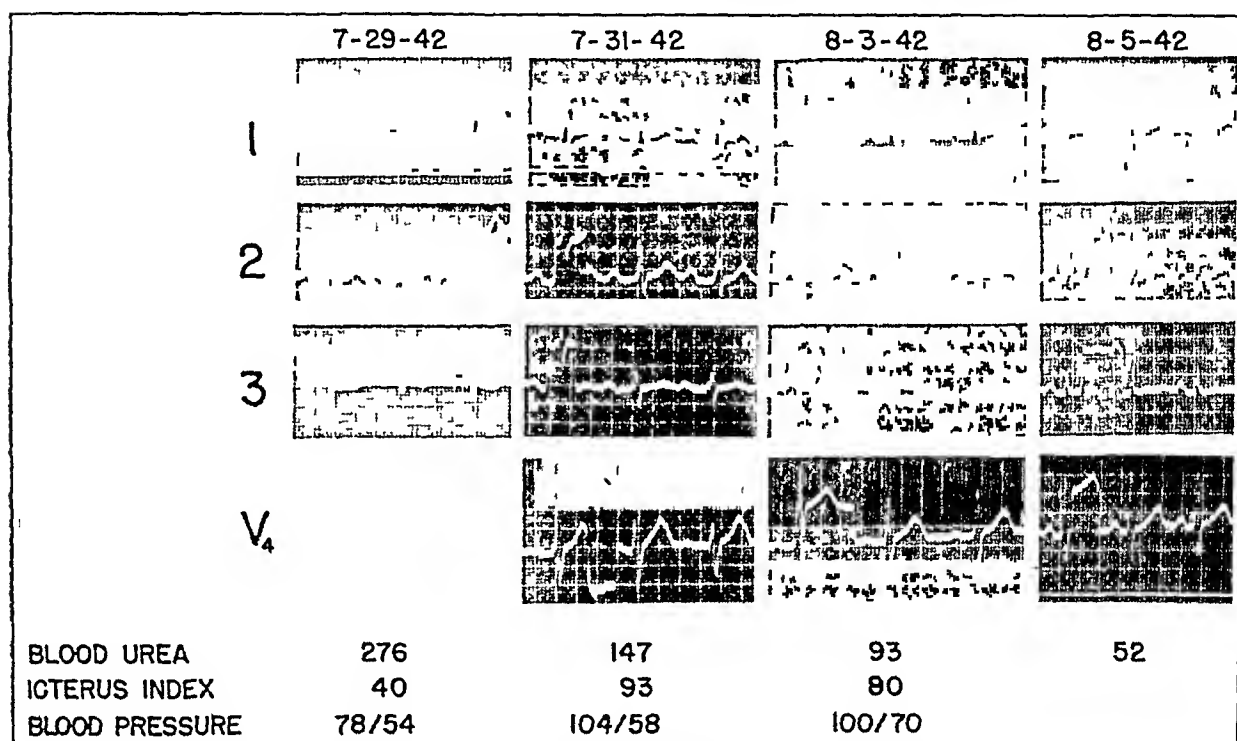 7-29-42 7-31-42 8-3-42 8-5-42
1
2
3
V₄
BLOOD UREA 276 147 93 52
ICTERUS INDEX 40 93 80
BLOOD PRESSURE 78/54 104/58 100/70